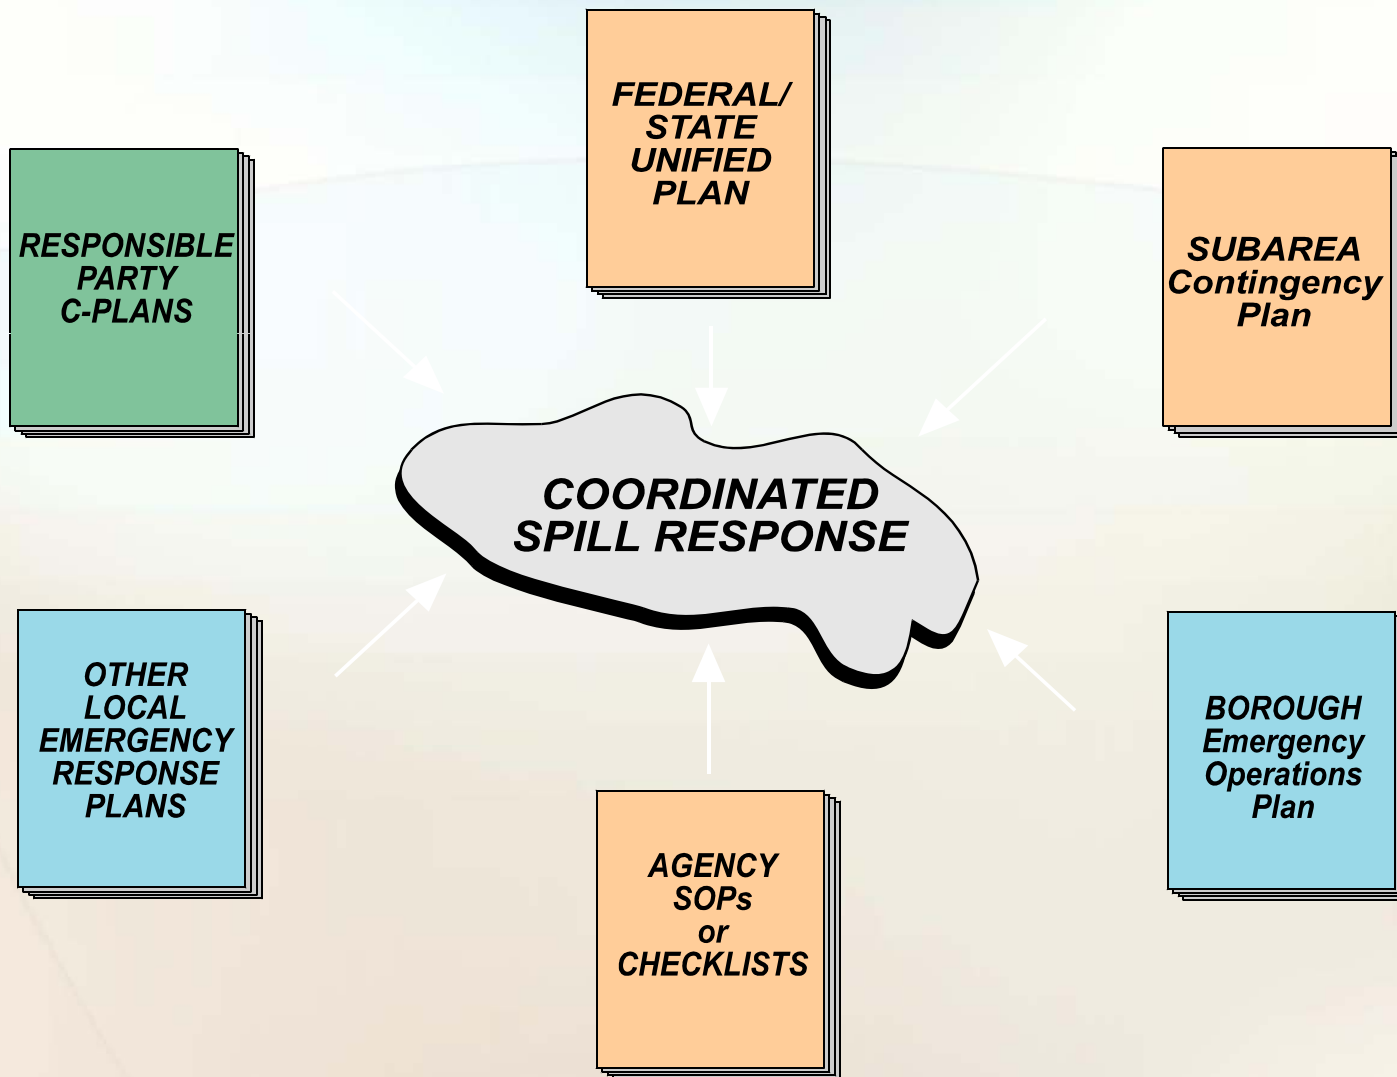 FEDERAL/
STATE
UNIFIED
PLAN
RESPONSIBLE
PARTY
C-PLANS
SUBAREA
Contingency
Plan
COORDINATED
SPILL RESPONSE
OTHER
LOCAL
EMERGENCY
RESPONSE
PLANS
BOROUGH
Emergency
Operations
Plan
AGENCY
SOPs
or
CHECKLISTS